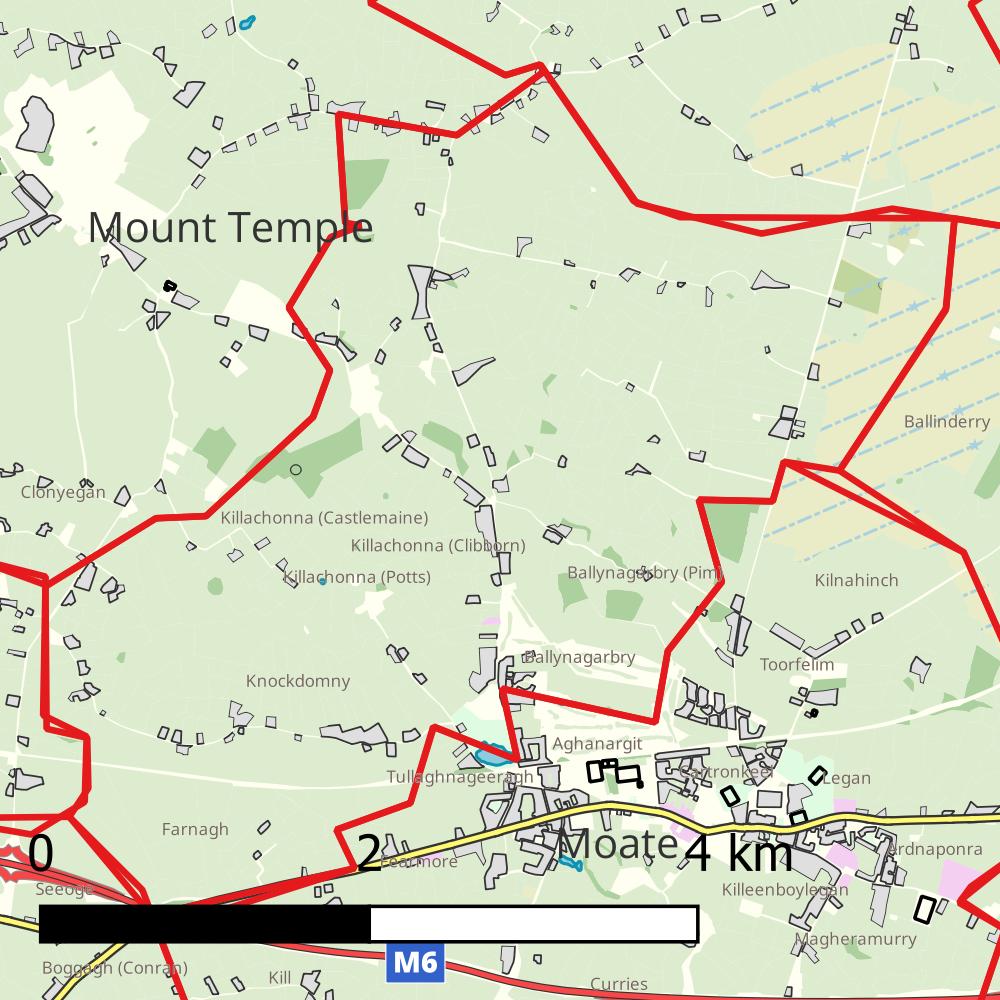 Mount Temple
Ballinderry
Clonyegan
Killachonna (Castlemaine)
Killachonna (Clibborn)
Killachonna (Potts)
Ballynagarbry (Pim)
Kilnahinch
Ballynagarbry
Toorfelim
Knockdomny
Aghanargit
Tullaghnageeragh
Cartronkeel
Legan
Farnagh
0
2
4 km
Moate
Fearmore
Ardnaponra
Seeoge
Killeenboylegan
Magheramurry
M6
Boggagh (Conran)
Kill
Curries